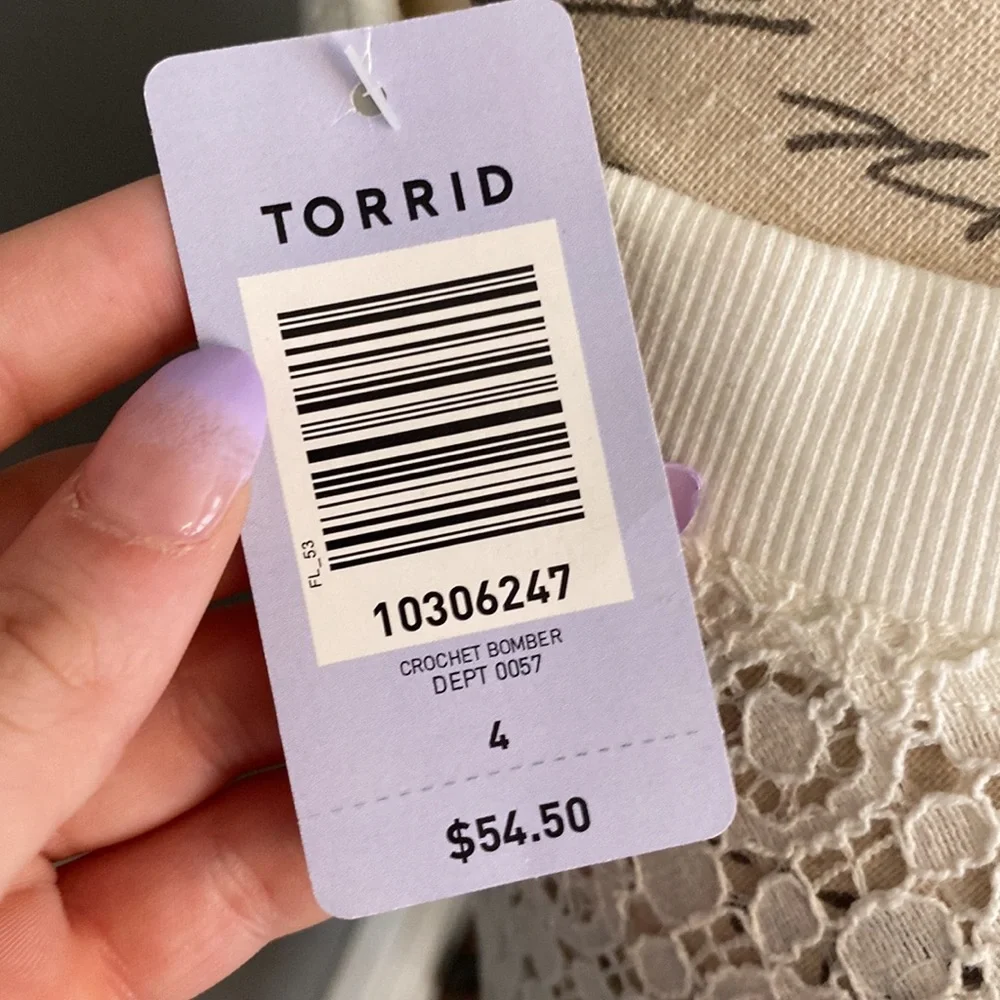 TORRID
FL_53
10306247
CROCHET BOMBER
DEPT 0057
4
$54.50